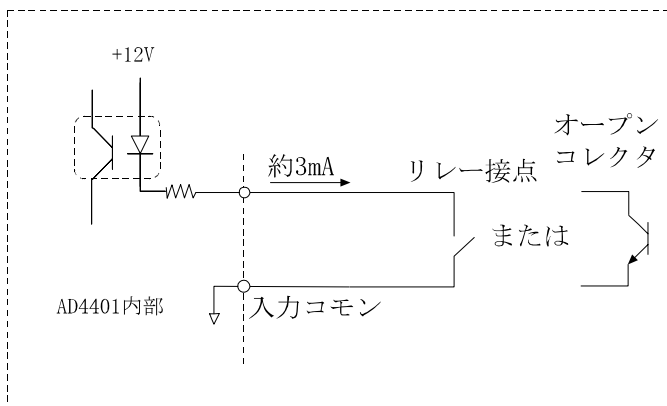 +12V
オープン
コレクタ
約3mA
リレー接点
または
AD4401内部
入力コモン